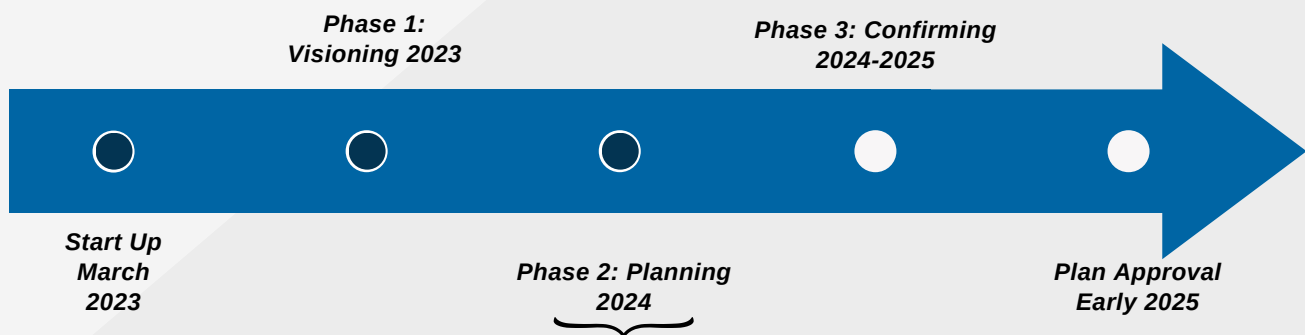 Phase 1:
Visioning 2023
Phase 3: Confirming
2024-2025
Start Up
March
2023
Phase 2: Planning
2024
Plan Approval
Early 2025